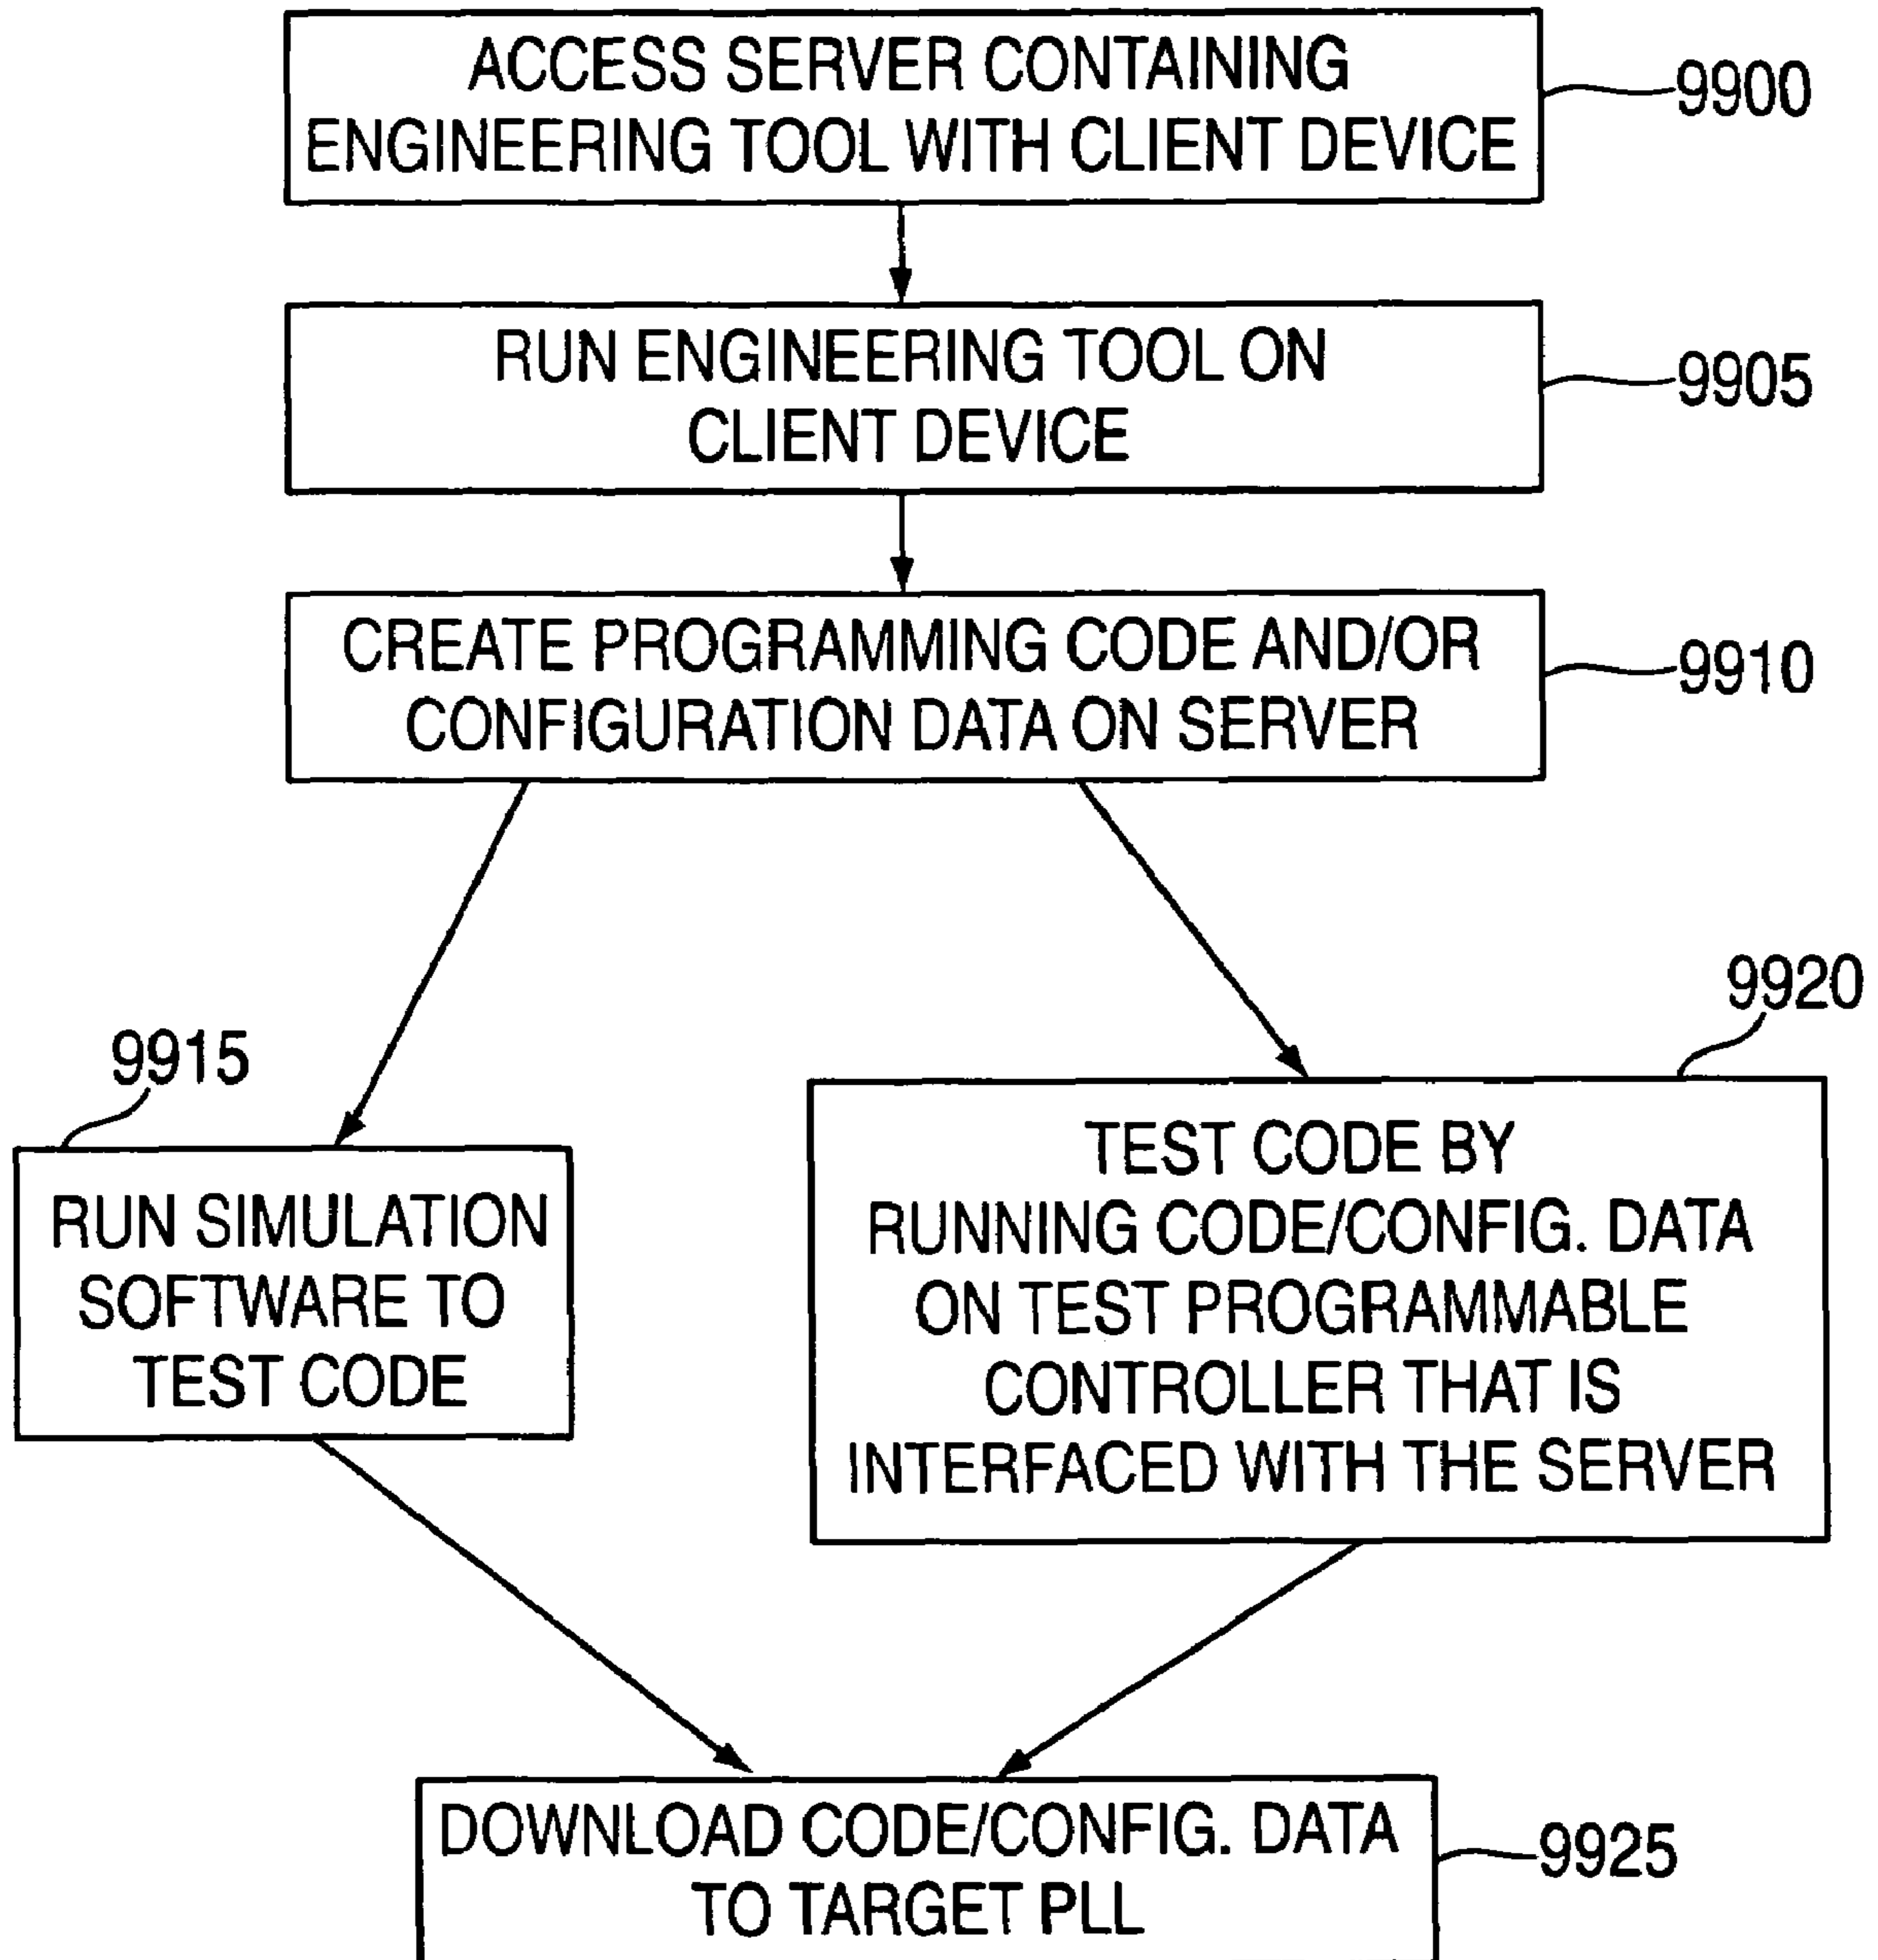 ACCESS SERVER CONTAINING
ENGINEERING TOOL WITH CLIENT DEVICE
9900
RUN ENGINEERING TOOL ON
CLIENT DEVICE
9905
CREATE PROGRAMMING CODE AND/OR
CONFIGURATION DATA ON SERVER
9910
9915
RUN SIMULATION
SOFTWARE TO
TEST CODE
9920
TEST CODE BY
RUNNING CODE/CONFIG. DATA
ON TEST PROGRAMMABLE
CONTROLLER THAT IS
INTERFACED WITH THE SERVER
DOWNLOAD CODE/CONFIG. DATA
TO TARGET PLL
9925